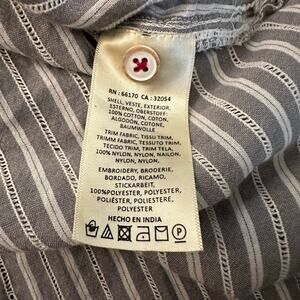 RN : 66170 CA : 32054
SHELL, VESTE, EXTERIOR,
ESTERNO, OBERSTOFF:
100% COTTON, COTON,
ALGODÓN, COTONE,
BAUMWOLLE
TRIM FABRIC, TISSU TRIM,
TRIMM FABRIC, TESSUTO TRIM,
TECIDO TRIM, TRIM TELA,
100% NYLON, NAILON, NYLON,
NYLON, NYLON
EMBROIDERY, BRODERIE,
BORDADO, RICAMO,
STICKARBEIT,
100%POLYESTER, POLYESTER,
POLIÉSTER, POLIESTERE,
POLYESTER
HECHO EN INDIA
P